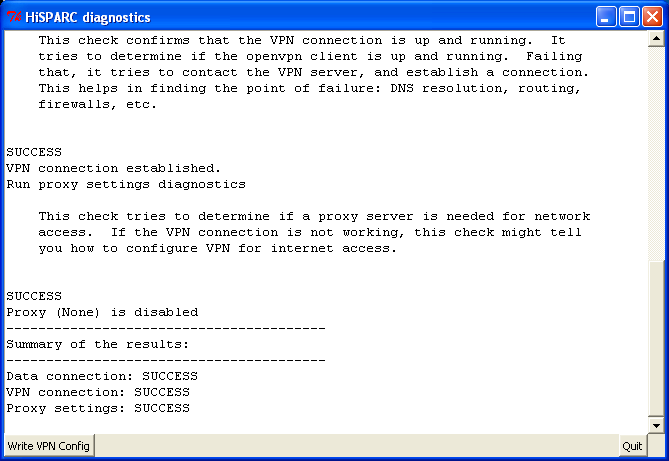 HiSPARC diagnostics
This check confirms that the VPN connection is up and running.  It
tries to determine if the openvpn client is up and running.  Failing
that, it tries to contact the VPN server, and establish a connection.
This helps in finding the point of failure: DNS resolution, routing,
firewalls, etc.
SUCCESS
VPN connection established.
Run proxy settings diagnostics
This check tries to determine if a proxy server is needed for network
access.  If the VPN connection is not working, this check might tell
you how to configure VPN for internet access.
SUCCESS
Proxy (None) is disabled
----------------------------------------
Summary of the results:
----------------------------------------
Data connection: SUCCESS
VPN connection: SUCCESS
Proxy settings: SUCCESS
Write VPN Config
Quit